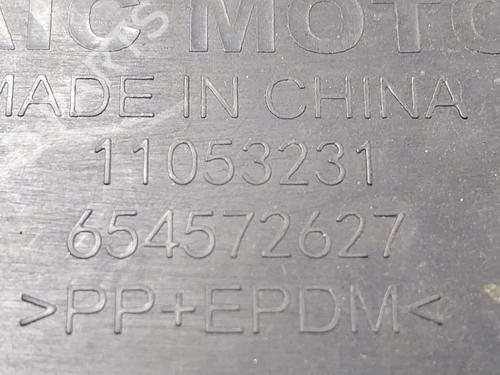 AIC MOTO
MADE IN CHINA
11053231
654572627
>PP+EPDM<